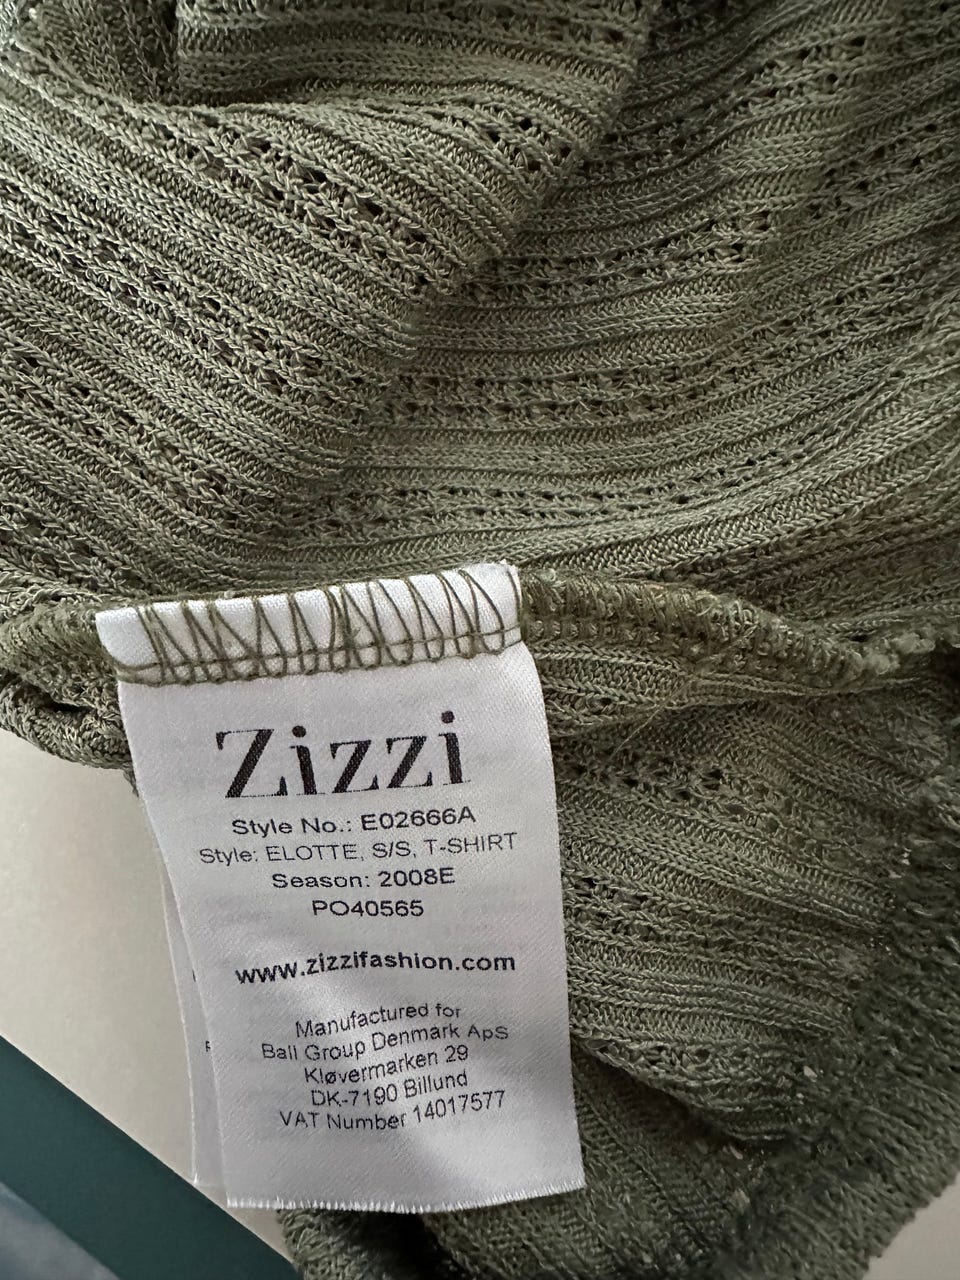 Zizzi
Style No.: E02666A
Style: ELOTTE, S/S, T-SHIRT
Season: 2008E
PO40565
www.zizzifashion.com
Manufactured for
Ball Group Denmark ApS
Kløvermarken 29
DK-7190 Billund
VAT Number 14017577